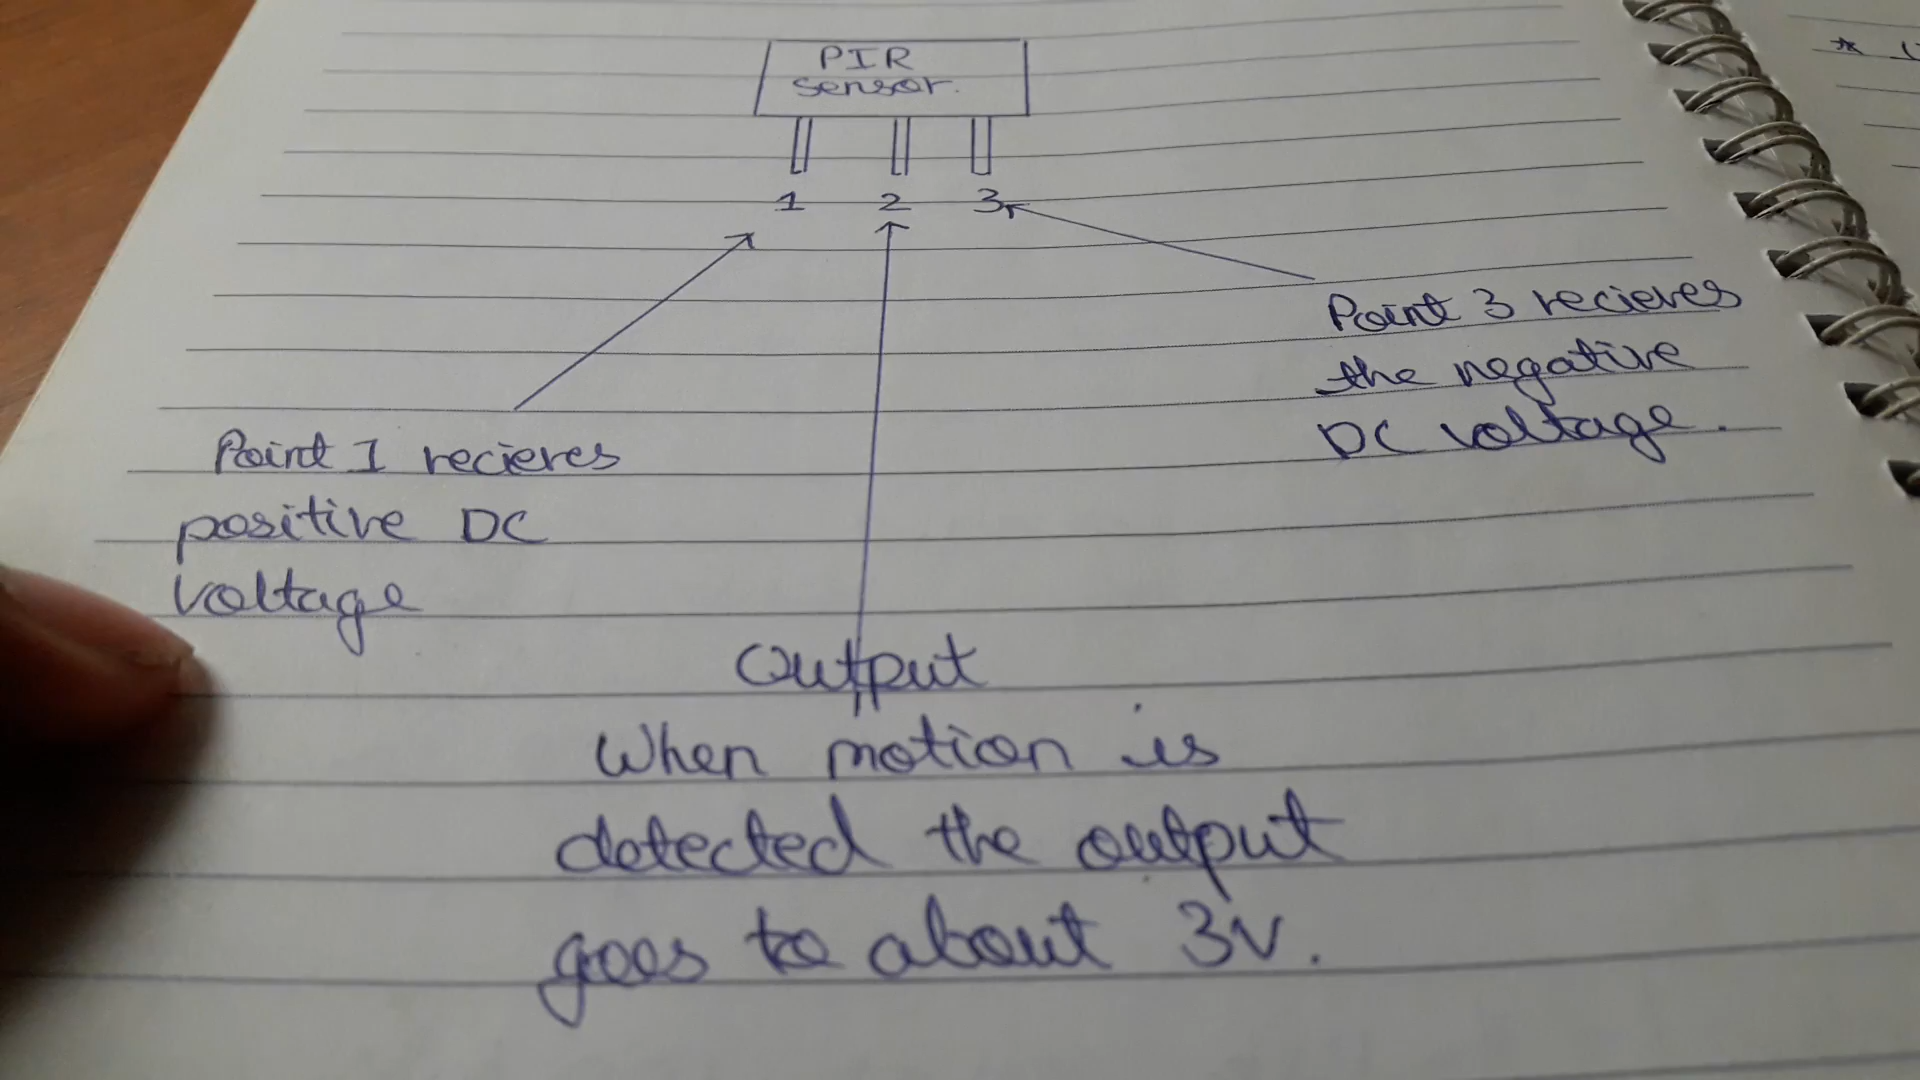 PIR
Sensor.
1 2 3
Point 3 recieves
the negative
DC voltage.
Point 1 recieves
positive DC
voltage
Output
When motion is
detected the output
goes to about 3v.
*